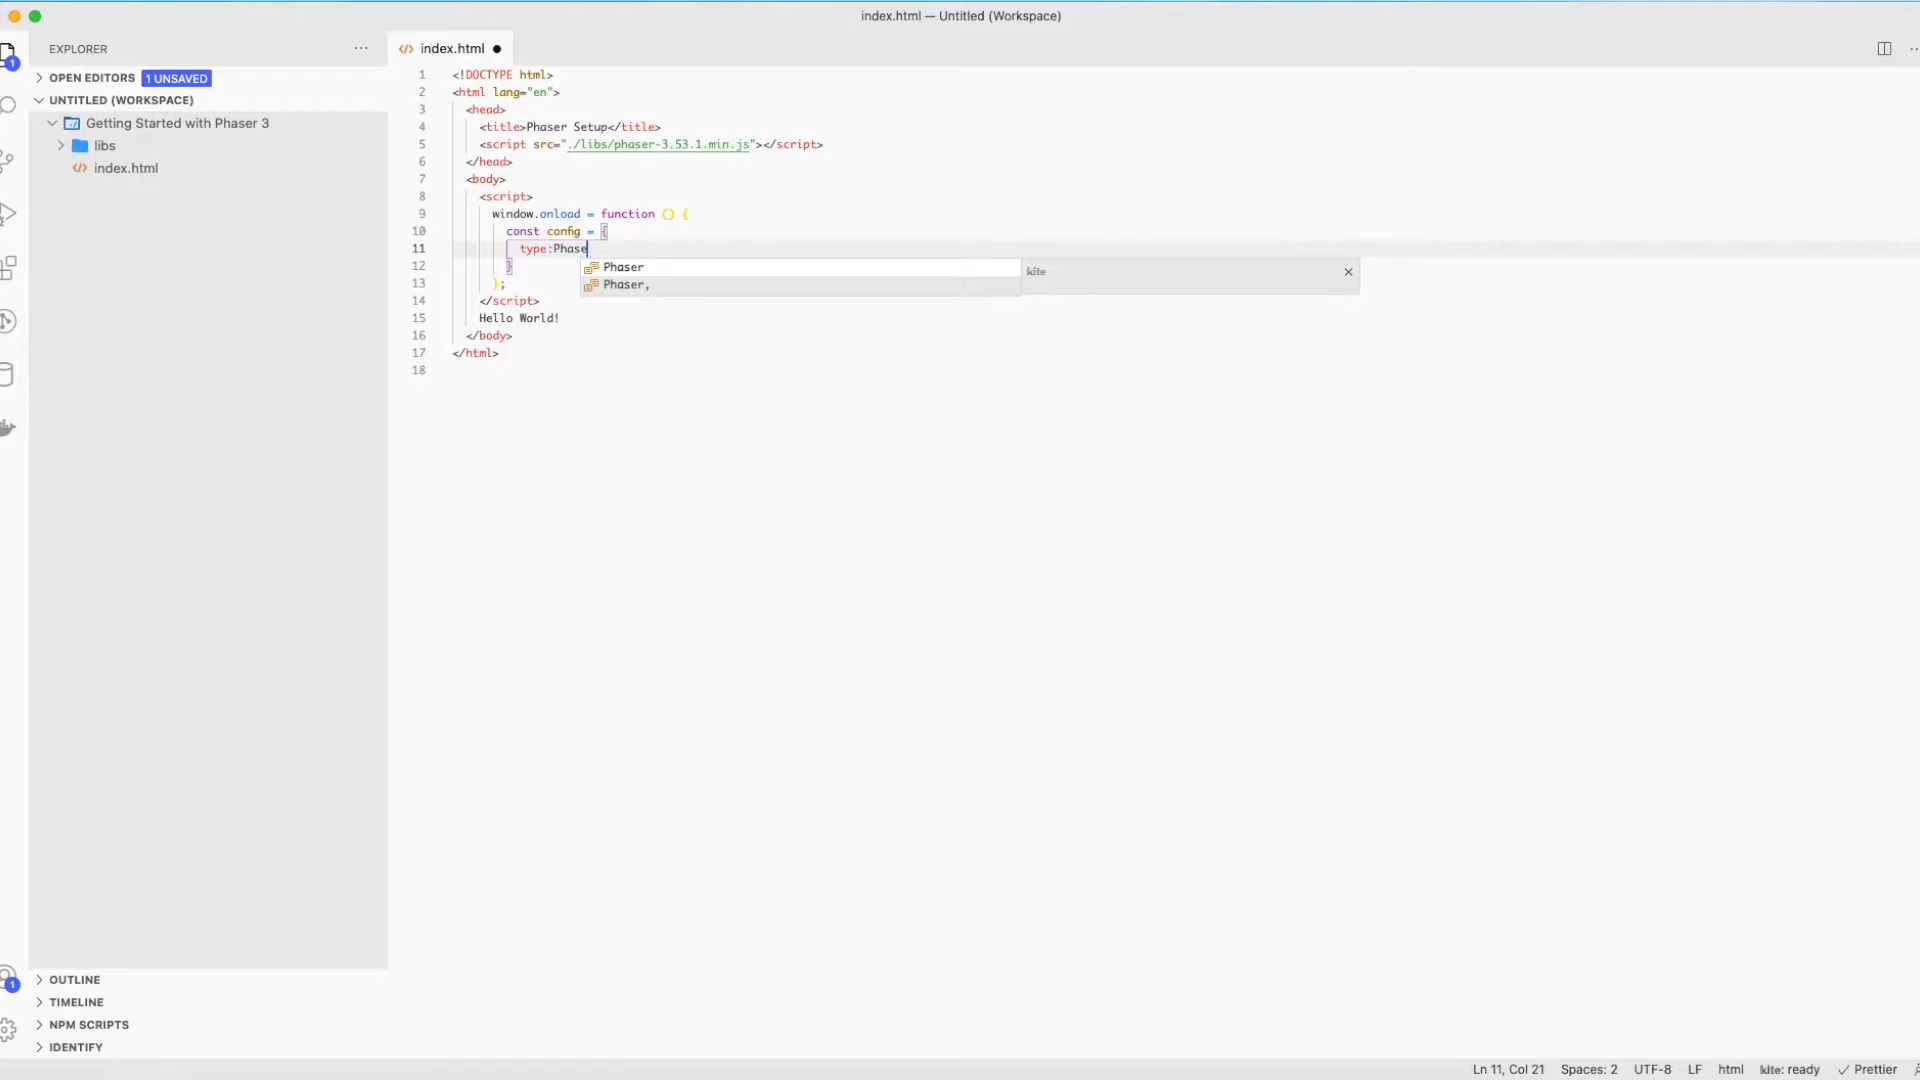 index.html — Untitled (Workspace)
EXPLORER
index.html
1
OPEN EDITORS 1 UNSAVED
UNTITLED (WORKSPACE)
Getting Started with Phaser 3
libs
index.html
1 <!DOCTYPE html>
2 <html lang="en">
3 <head>
4 <title>Phaser Setup</title>
5 <script src="./libs/phaser-3.53.1.min.js"></script>
6 </head>
7 <body>
8 <script>
9 window.onload = function () {
10 const config = {
11 type:Phase
12 }
13 };
14 </script>
15 Hello World!
16 </body>
17 </html>
18
Phaser
Phaser,
kite
1
OUTLINE
TIMELINE
NPM SCRIPTS
IDENTIFY
Ln 11, Col 21 Spaces: 2 UTF-8 LF html kite: ready Prettier